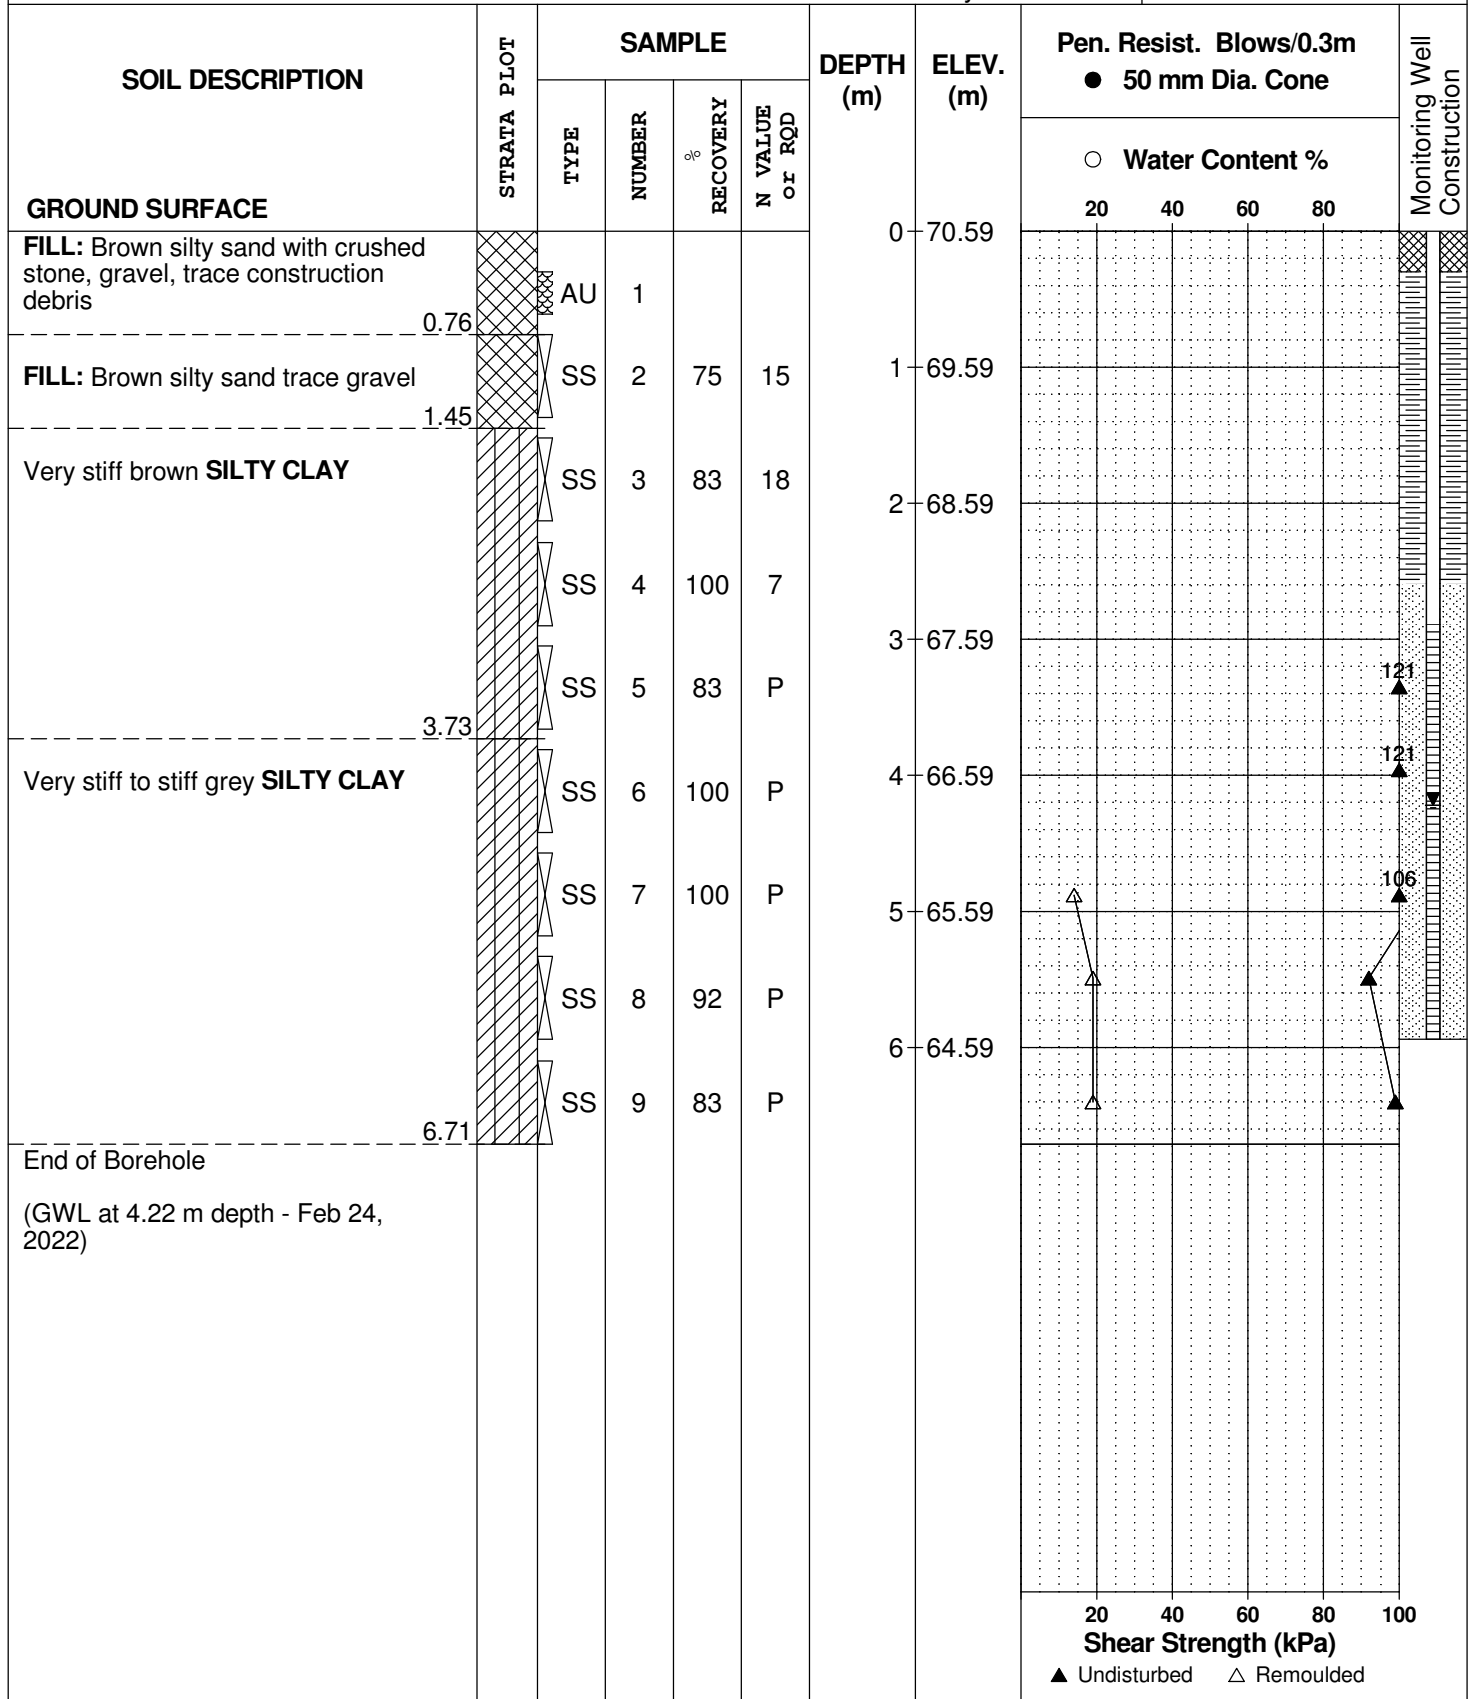 SOIL DESCRIPTION
GROUND SURFACE
STRATA PLOT
SAMPLE
TYPE
NUMBER
%
RECOVERY
N VALUE
or RQD
DEPTH
(m)
ELEV.
(m)
Pen. Resist. Blows/0.3m
● 50 mm Dia. Cone
○ Water Content %
20 40 60 80
Monitoring Well
Construction
0 70.59
FILL: Brown silty sand with crushed
stone, gravel, trace construction
debris
0.76
AU 1
FILL: Brown silty sand trace gravel
1.45
SS 2 75 15
1 69.59
Very stiff brown SILTY CLAY
SS 3 83 18
2 68.59
SS 4 100 7
3 67.59
121
SS 5 83 P
3.73
121
Very stiff to stiff grey SILTY CLAY
4 66.59
SS 6 100 P
106
SS 7 100 P
5 65.59
SS 8 92 P
6 64.59
SS 9 83 P
6.71
End of Borehole
(GWL at 4.22 m depth - Feb 24,
2022)
20 40 60 80 100
Shear Strength (kPa)
▲ Undisturbed △ Remoulded